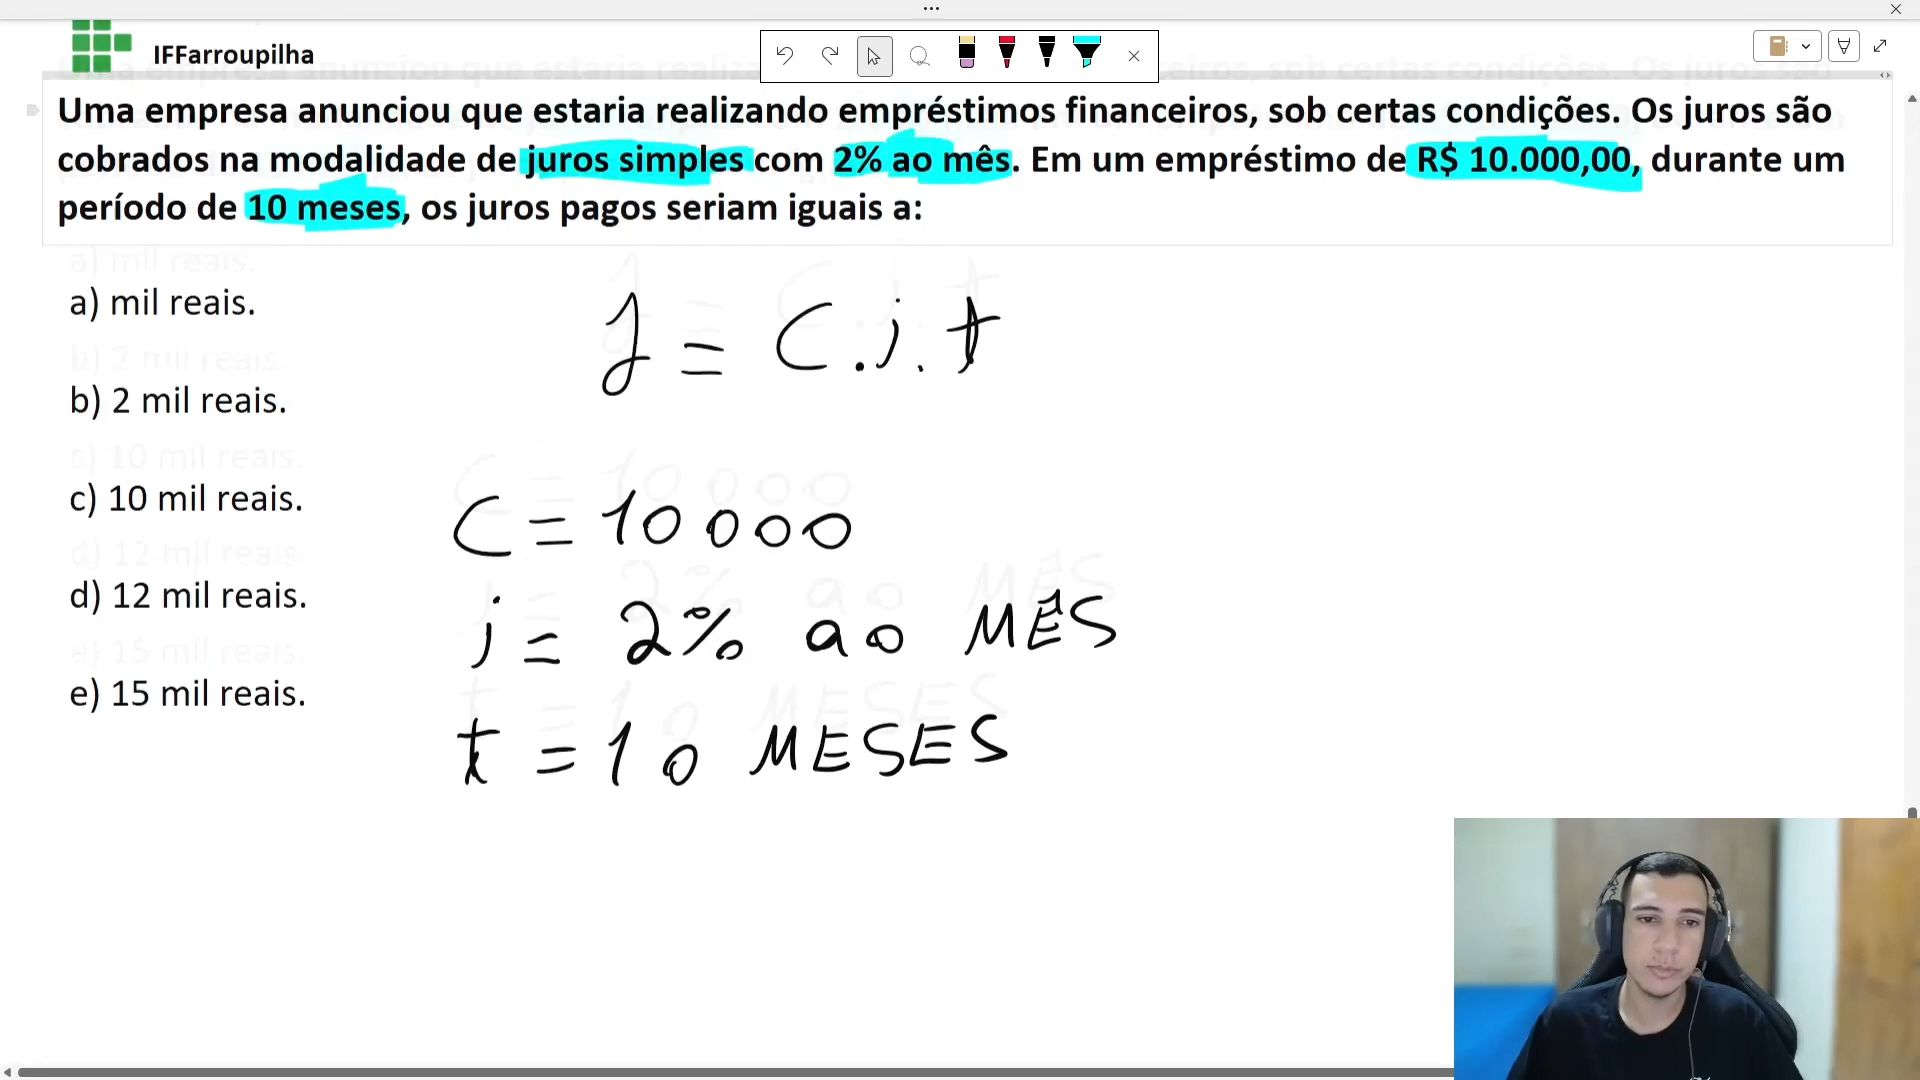 IFFarroupilha
Uma empresa anunciou que estaria realizando empréstimos financeiros, sob certas condições. Os juros são
cobrados na modalidade de juros simples com 2% ao mês. Em um empréstimo de R$ 10.000,00, durante um
período de 10 meses, os juros pagos seriam iguais a:
a) mil reais.
b) 2 mil reais.
c) 10 mil reais.
d) 12 mil reais.
e) 15 mil reais.
J = C.i.t
C = 10000
i = 2% ao MÊS
t = 10 MESES